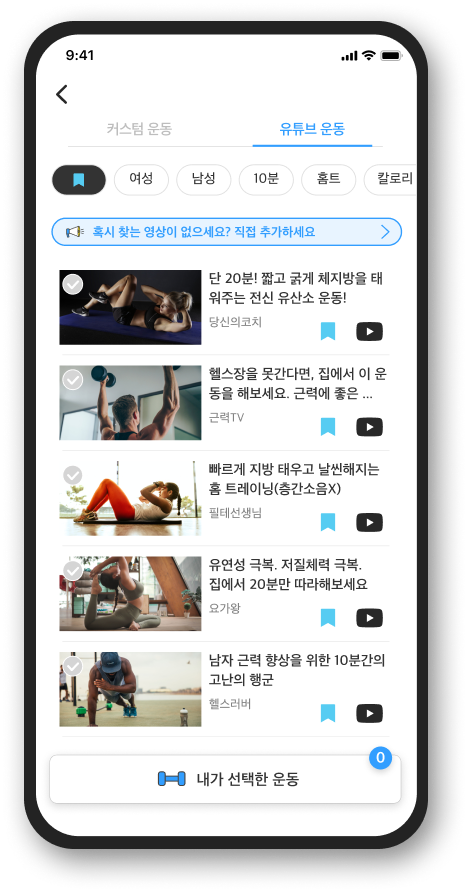 9:41
커스텀 운동 유튜브 운동
여성 남성 10분 홈트 칼로리
혹시 찾는 영상이 없으세요? 직접 추가하세요
단 20분! 짧고 굵게 체지방을 태
워주는 전신 유산소 운동!
당신의코치
헬스장을 못간다면, 집에서 이 운
동을 해보세요. 근력에 좋은 ...
근력TV
빠르게 지방 태우고 날씬해지는
홈 트레이닝(층간소음X)
필테선생님
유연성 극복. 저질체력 극복.
집에서 20분만 따라해보세요
요가왕
남자 근력 향상을 위한 10분간의
고난의 행군
헬스러버
0
내가 선택한 운동